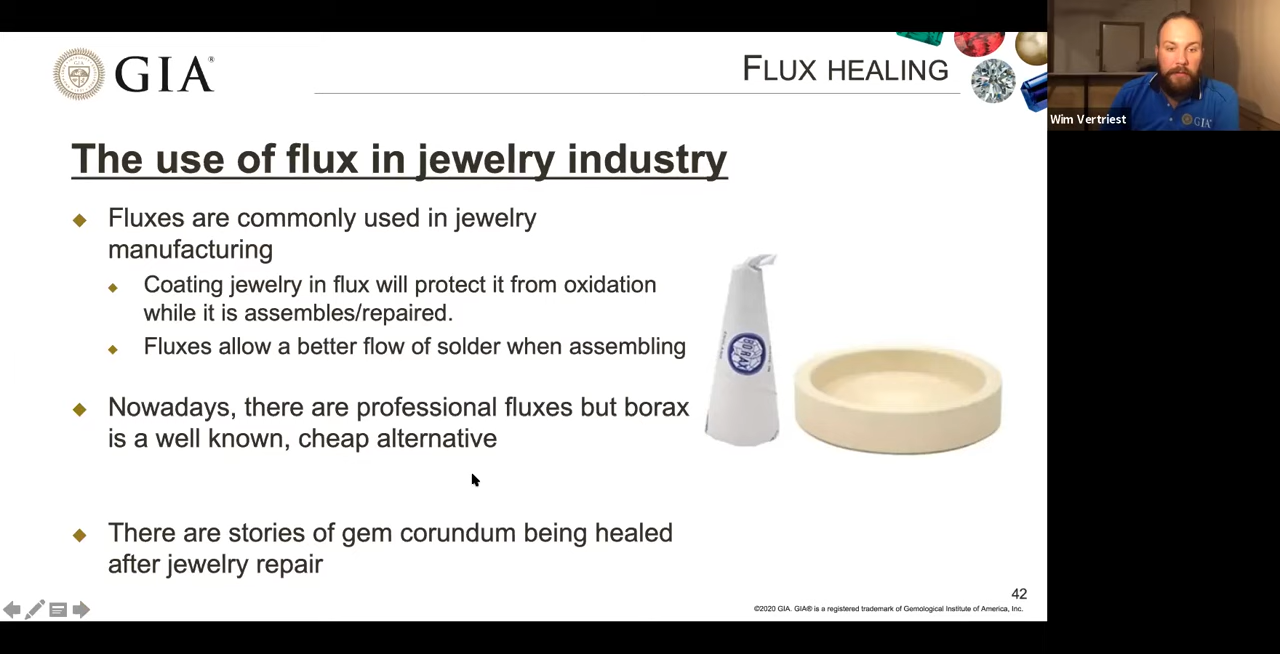 GIA®
FLUX HEALING
Wim Vertriest
GIA
The use of flux in jewelry industry
Fluxes are commonly used in jewelry
manufacturing
Coating jewelry in flux will protect it from oxidation
while it is assembles/repaired.
Fluxes allow a better flow of solder when assembling
BORAX
Nowadays, there are professional fluxes but borax
is a well known, cheap alternative
There are stories of gem corundum being healed
after jewelry repair
42
©2020 GIA. GIA® is a registered trademark of Gemological Institute of America, Inc.